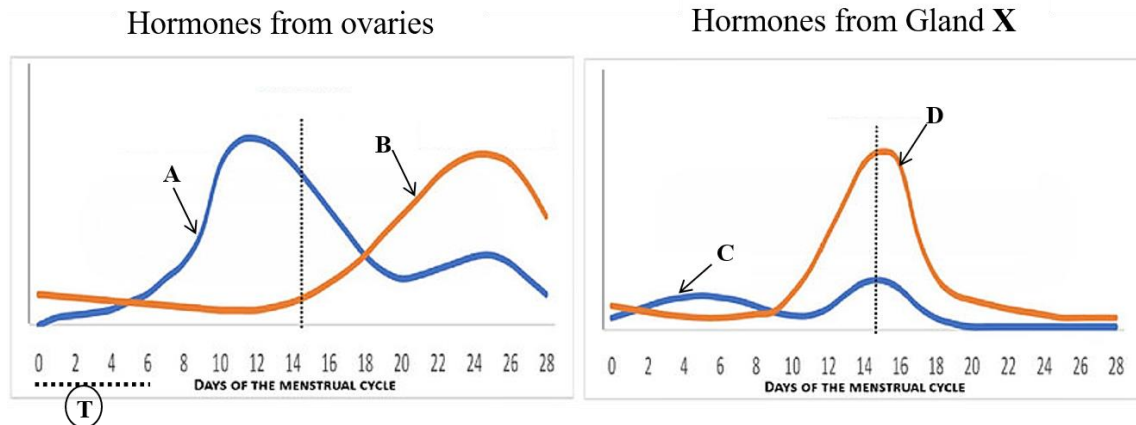 Hormones from ovaries
A
B
0 2 4 6 8 10 12 14 16 18 20 22 24 26 28
DAYS OF THE MENSTRUAL CYCLE
T
Hormones from Gland X
D
C
0 2 4 6 8 10 12 14 16 18 20 22 24 26 28
DAYS OF THE MENSTRUAL CYCLE